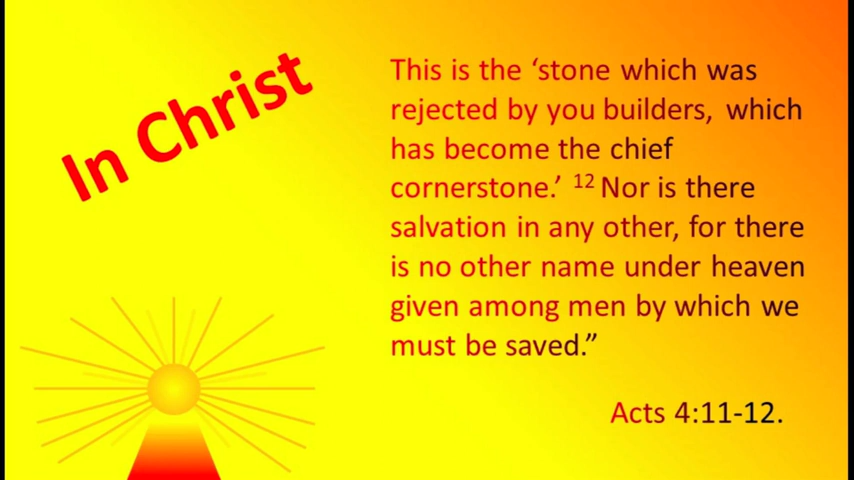 In Christ
This is the ‘stone which was
rejected by you builders, which
has become the chief
cornerstone.’ 12 Nor is there
salvation in any other, for there
is no other name under heaven
given among men by which we
must be saved.”
Acts 4:11-12.